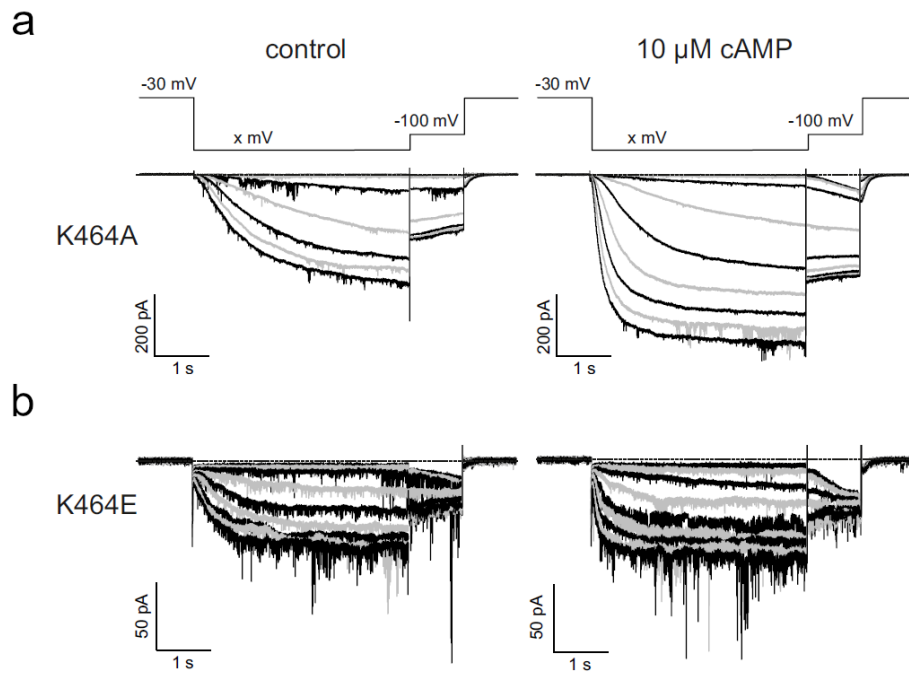 a
control
10 µM cAMP
-30 mV
-100 mV
x mV
-30 mV
-100 mV
x mV
K464A
200 pA
1 s
200 pA
1 s
b
K464E
50 pA
1 s
50 pA
1 s